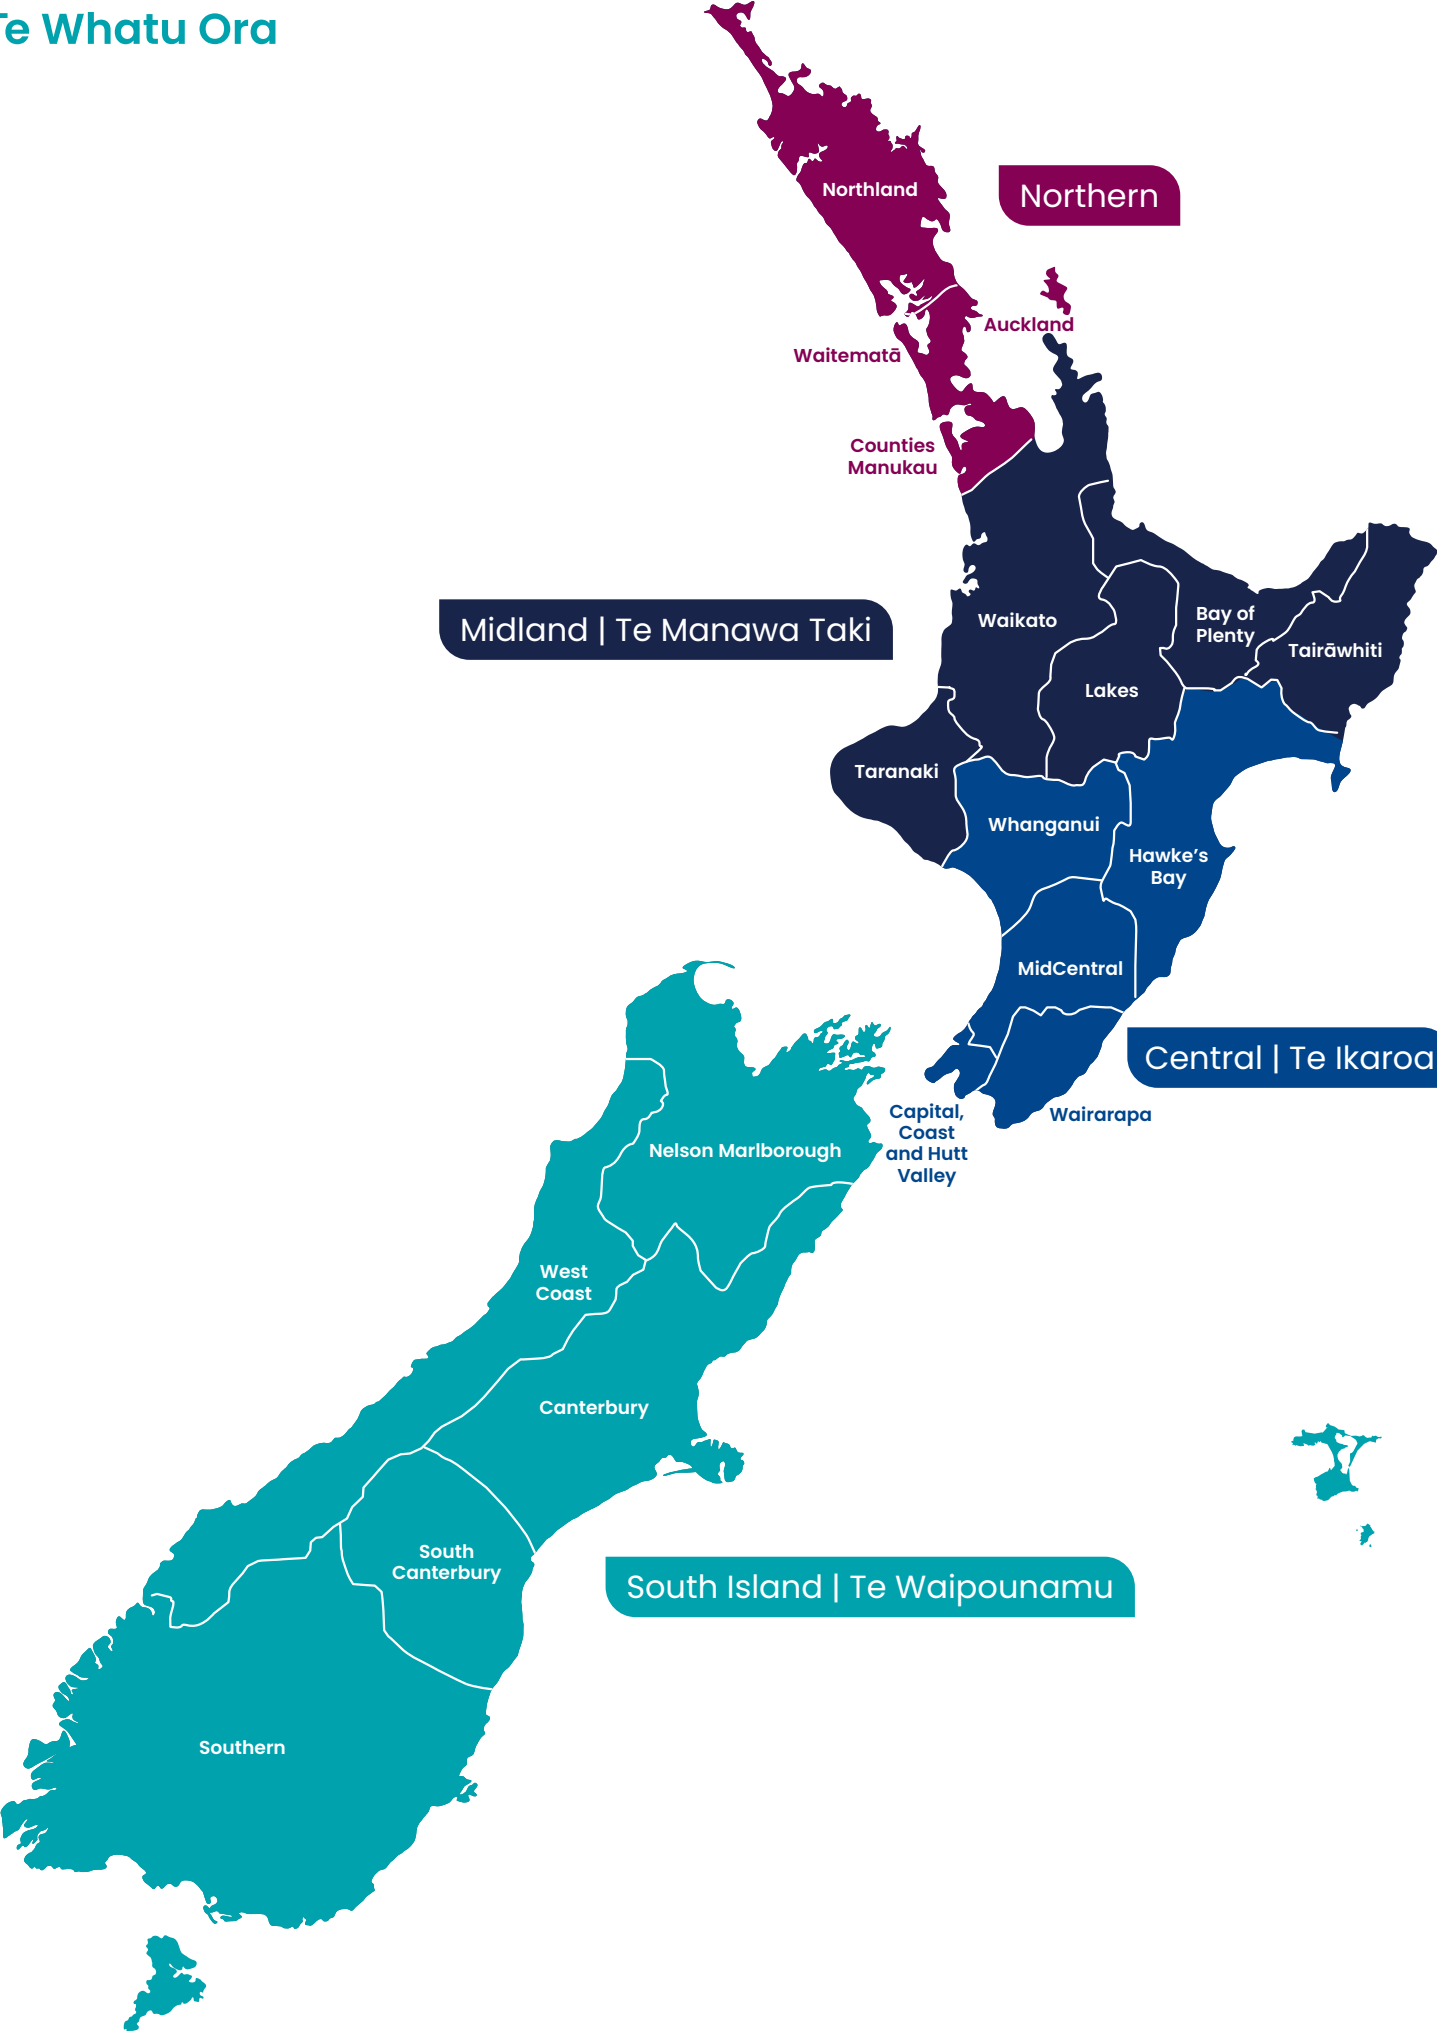 Te Whatu Ora
Northland
Northern
Auckland
Waitematā
Counties
Manukau
Midland | Te Manawa Taki
Waikato
Bay of
Plenty
Tairāwhiti
Lakes
Taranaki
Whanganui
Hawke’s
Bay
MidCentral
Central | Te Ikaroa
Capital,
Coast
and Hutt
Valley
Wairarapa
Nelson Marlborough
West
Coast
Canterbury
South
Canterbury
South Island | Te Waipounamu
Southern